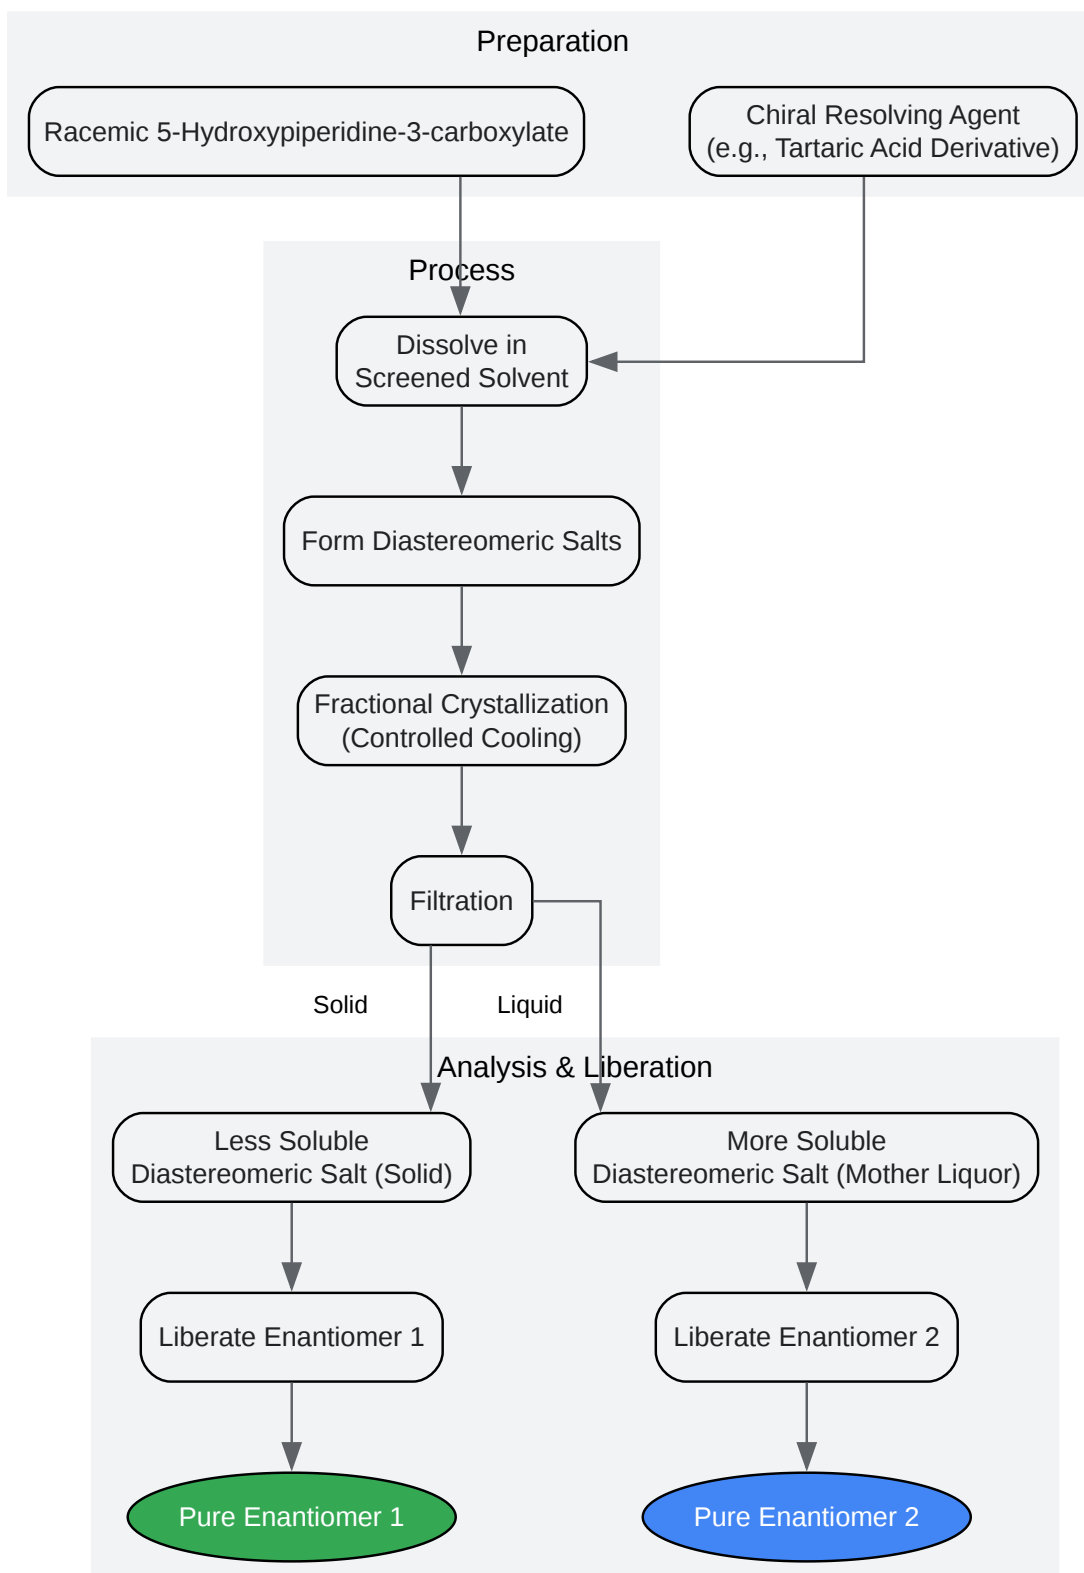 Preparation
Racemic 5-Hydroxypiperidine-3-carboxylate
Chiral Resolving Agent
(e.g., Tartaric Acid Derivative)
Process
Dissolve in
Screened Solvent
Form Diastereomeric Salts
Fractional Crystallization
(Controlled Cooling)
Filtration
Solid
Liquid
Analysis & Liberation
Less Soluble
Diastereomeric Salt (Solid)
More Soluble
Diastereomeric Salt (Mother Liquor)
Liberate Enantiomer 1
Liberate Enantiomer 2
Pure Enantiomer 1
Pure Enantiomer 2